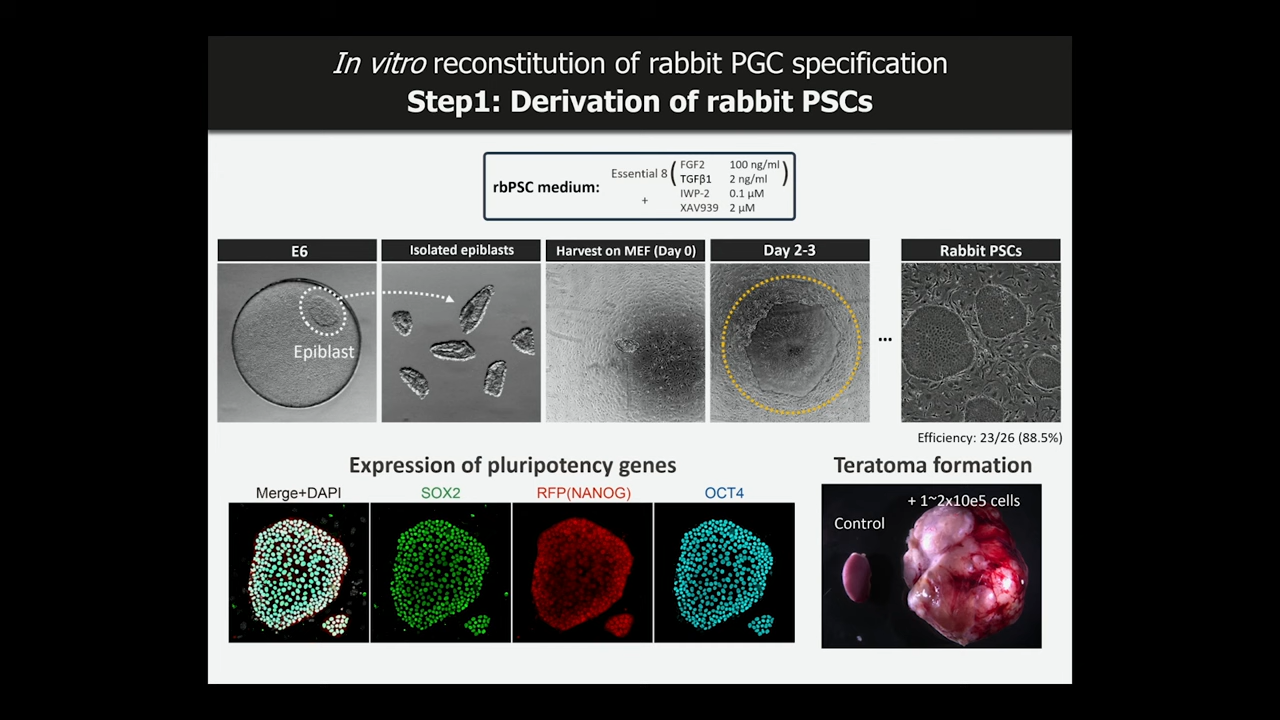 In vitro reconstitution of rabbit PGC specification
Step1: Derivation of rabbit PSCs
rbPSC medium:
Essential 8
+
( FGF2 100 ng/ml )
TGFβ1 2 ng/ml
IWP-2 0.1 μM
XAV939 2 μM
E6
Isolated epiblasts
Harvest on MEF (Day 0)
Day 2-3
Rabbit PSCs
Epiblast
...
Efficiency: 23/26 (88.5%)
Expression of pluripotency genes
Merge+DAPI
SOX2
RFP(NANOG)
OCT4
Teratoma formation
+ 1~2x10e5 cells
Control